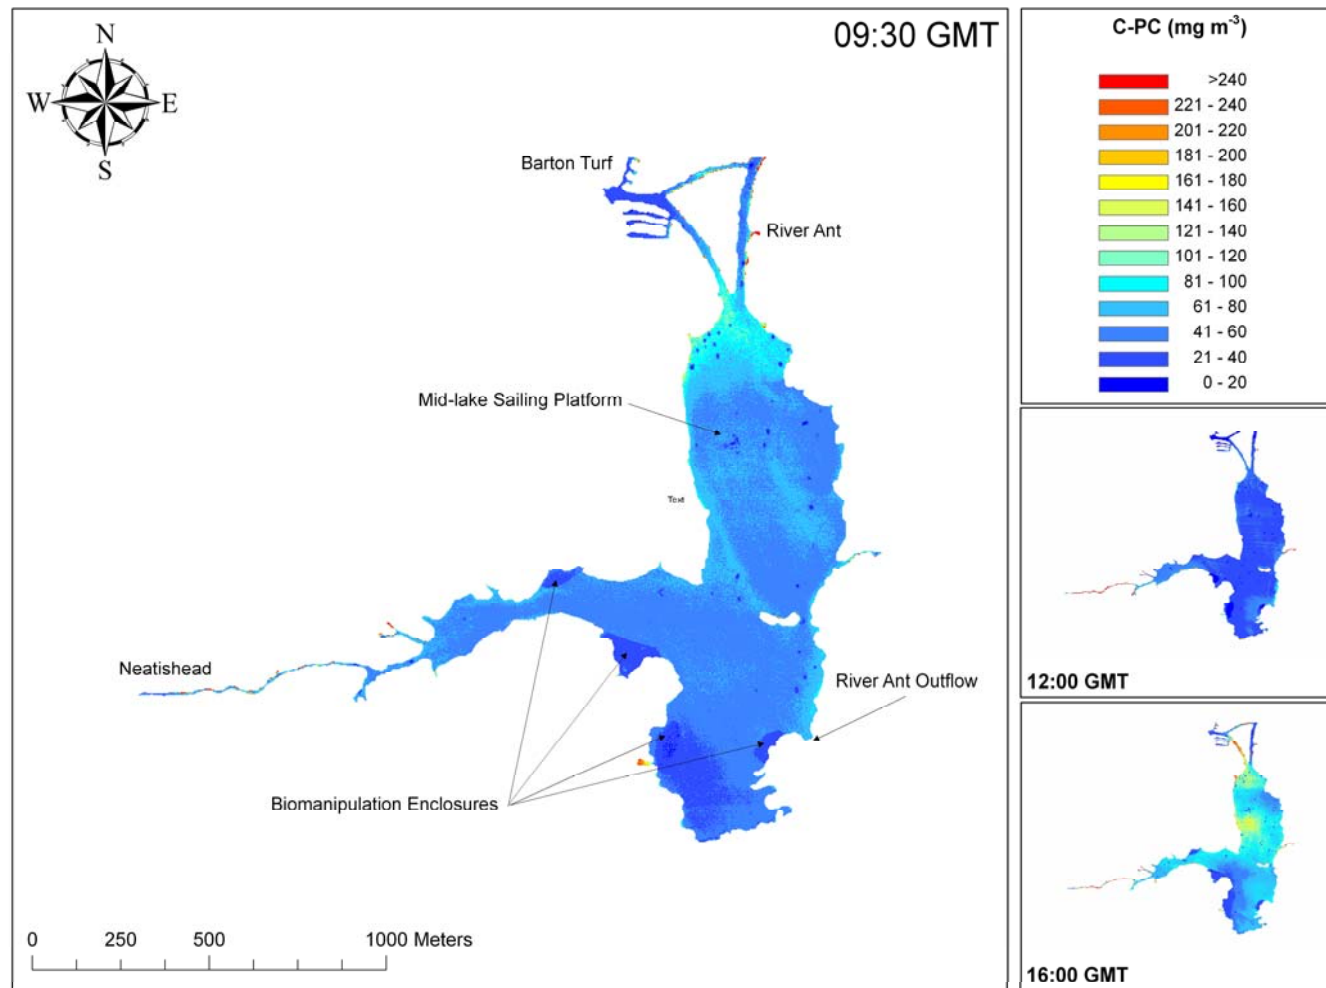 09:30 GMT
N
W
E
S
Barton Turf
River Ant
Mid-lake Sailing Platform
Text
Neatishead
River Ant Outflow
Biomanipulation Enclosures
0 250 500 1000 Meters
C-PC (mg m⁻³)
>240
221 - 240
201 - 220
181 - 200
161 - 180
141 - 160
121 - 140
101 - 120
81 - 100
61 - 80
41 - 60
21 - 40
0 - 20
12:00 GMT
16:00 GMT